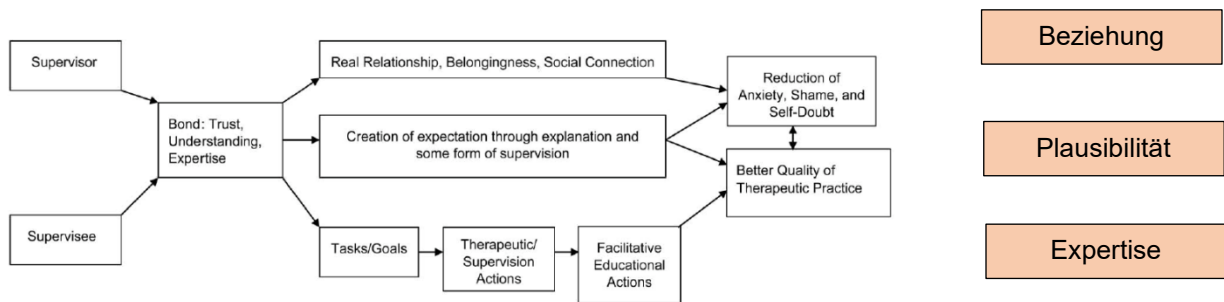 Supervisor
Supervisee
Bond: Trust,
Understanding,
Expertise
Real Relationship, Belongingness, Social Connection
Creation of expectation through explanation and
some form of supervision
Tasks/Goals
Therapeutic/
Supervision
Actions
Facilitative
Educational
Actions
Reduction of
Anxiety, Shame, and
Self-Doubt
Better Quality of
Therapeutic Practice
Beziehung
Plausibilität
Expertise